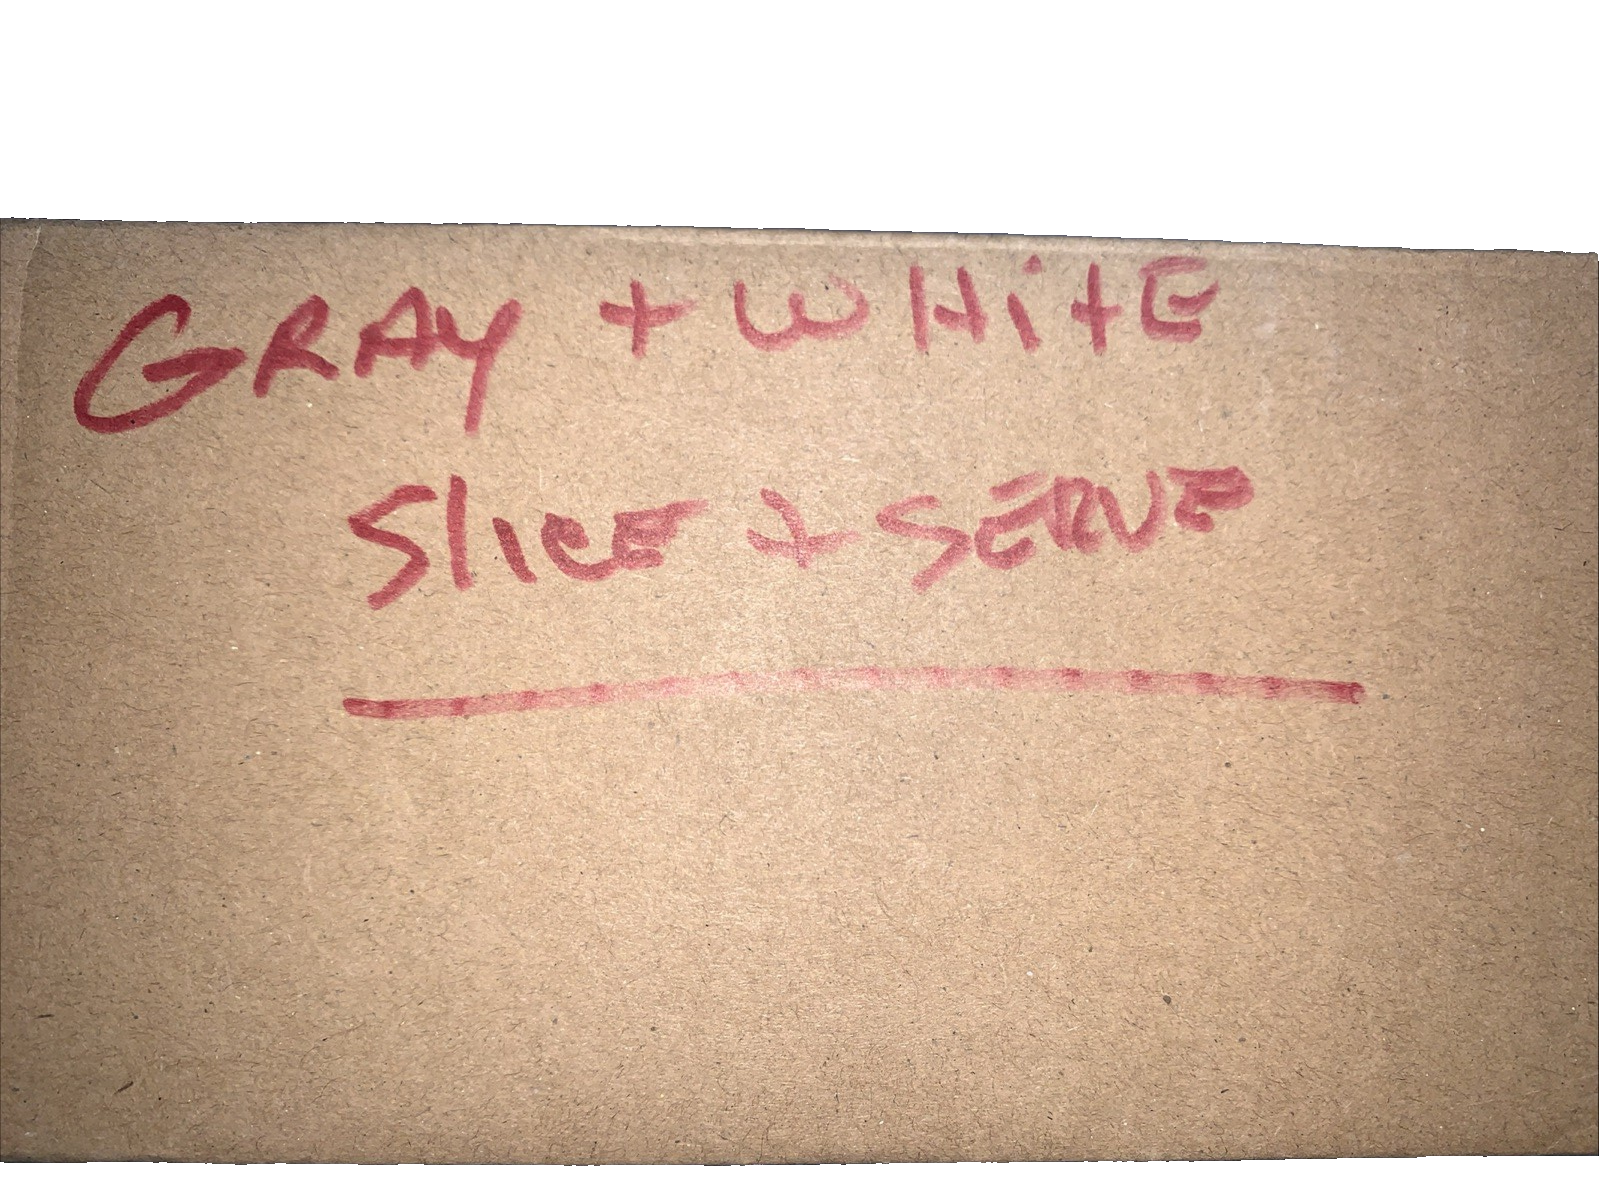 GRAY + WHiTE
SlICE + SERVE